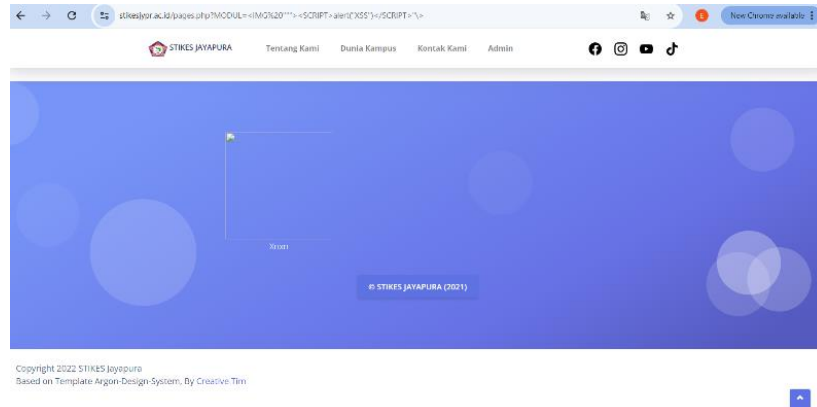 stikesjypr.ac.id/pages.php?MODUL=<IMG%20"""><SCRIPT>alert("XSS")</SCRIPT>"\>
New Chrome available
STIKES JAYAPURA Tentang Kami Dunia Kampus Kontak Kami Admin
© STIKES JAYAPURA (2021)
Copyright 2022 STIKES Jayapura
Based on Template Argon-Design-System, By Creative Tim